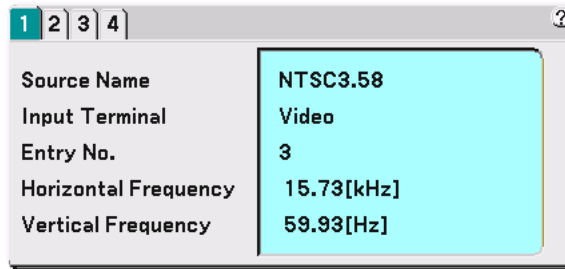 1 2 3 4 ?
Source Name NTSC3.58
Input Terminal Video
Entry No. 3
Horizontal Frequency 15.73[kHz]
Vertical Frequency 59.93[Hz]